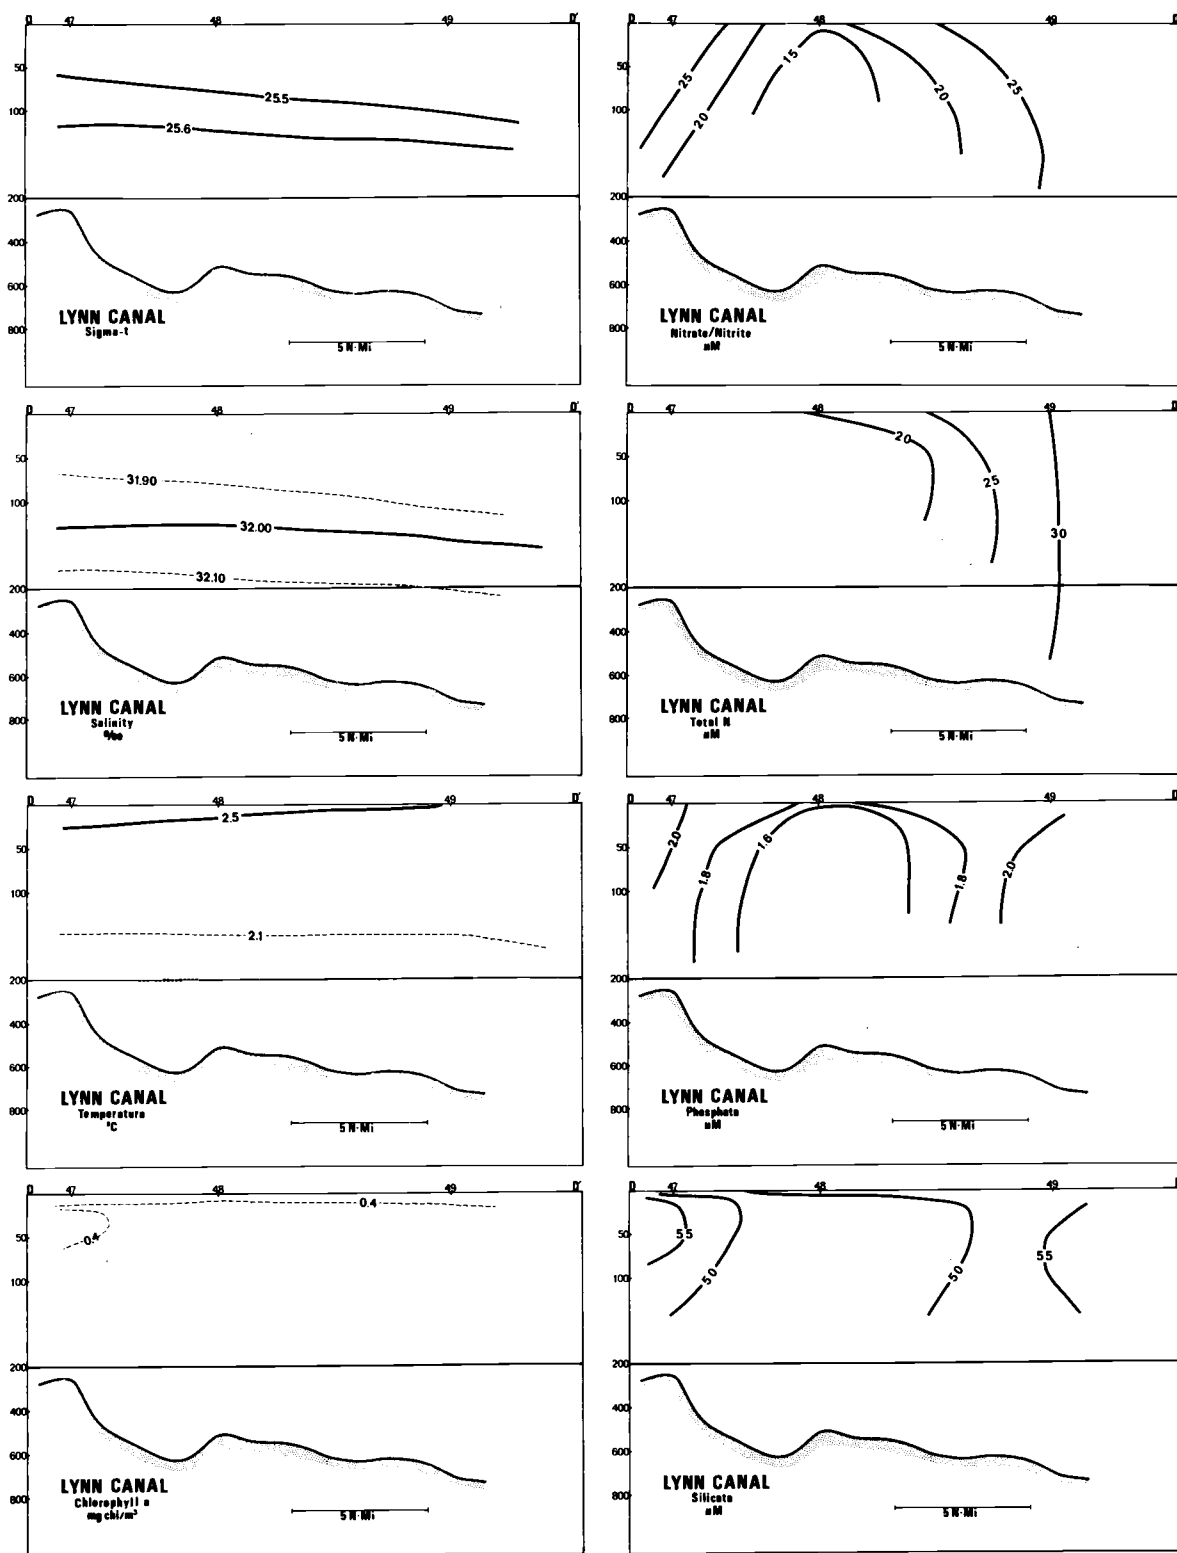 D 47 48 49 D'
50
100
200
400
600
800
25.5
25.6
LYNN CANAL
Sigma-t
5 N·Mi
D 47 48 49 D
50
100
200
400
600
800
25
20
15
20
25
LYNN CANAL
Nitrate/Nitrite
uM
5 N·Mi
D 47 48 49 D'
50
100
200
400
600
800
31.90
32.00
32.10
LYNN CANAL
Salinity
‰
5 N·Mi
D 47 48 49 D
50
100
200
400
600
800
20
25
30
LYNN CANAL
Total N
uM
5 N·Mi
D 47 48 49 D'
50
100
200
400
600
800
2.5
2.1
LYNN CANAL
Temperature
°C
5 N·Mi
D 47 48 49 D
50
100
200
400
600
800
2.0
1.8
1.6
1.8
2.0
LYNN CANAL
Phosphate
uM
5 N·Mi
D 47 48 49 D'
50
100
200
400
600
800
0.4
0.4
LYNN CANAL
Chlorophyll a
mg chl/m³
5 N·Mi
D 47 48 49 D
50
100
200
400
600
800
55
50
50
55
LYNN CANAL
Silicate
uM
5 N·Mi